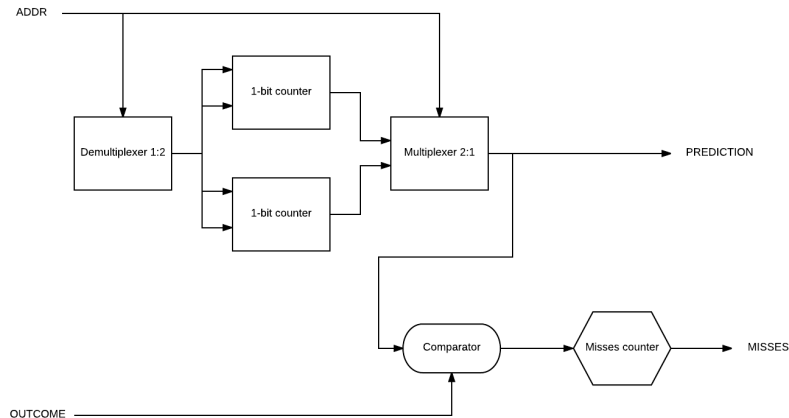 ADDR
1-bit counter
Demultiplexer 1:2
Multiplexer 2:1
PREDICTION
1-bit counter
Comparator
Misses counter
MISSES
OUTCOME